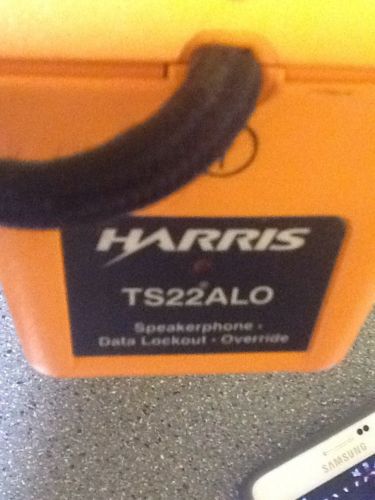 HARRIS
TS22ALO
Speakerphone •
Data Lockout • Override
SAMSUNG